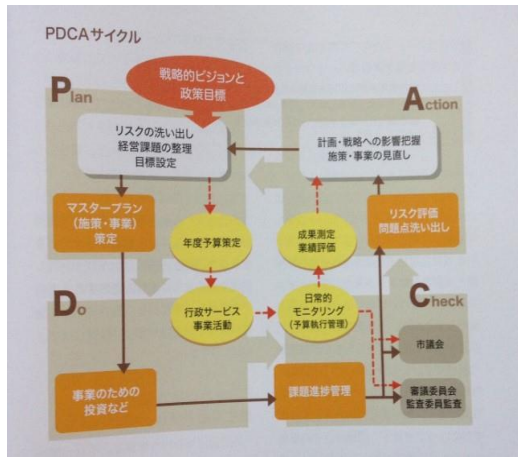 PDCAサイクル
戦略的ビジョンと
政策目標
Plan
リスクの洗い出し
経営課題の整理
目標設定
マスタープラン
(施策・事業)
策定
年度予算策定
Action
計画・戦略への影響把握
施策・事業の見直し
成果測定
業績評価
リスク評価
問題点洗い出し
Do
行政サービス
事業活動
事業のための
投資など
Check
日常的
モニタリング
(予算執行管理)
課題進捗管理
市議会
審議委員会
監査委員監査